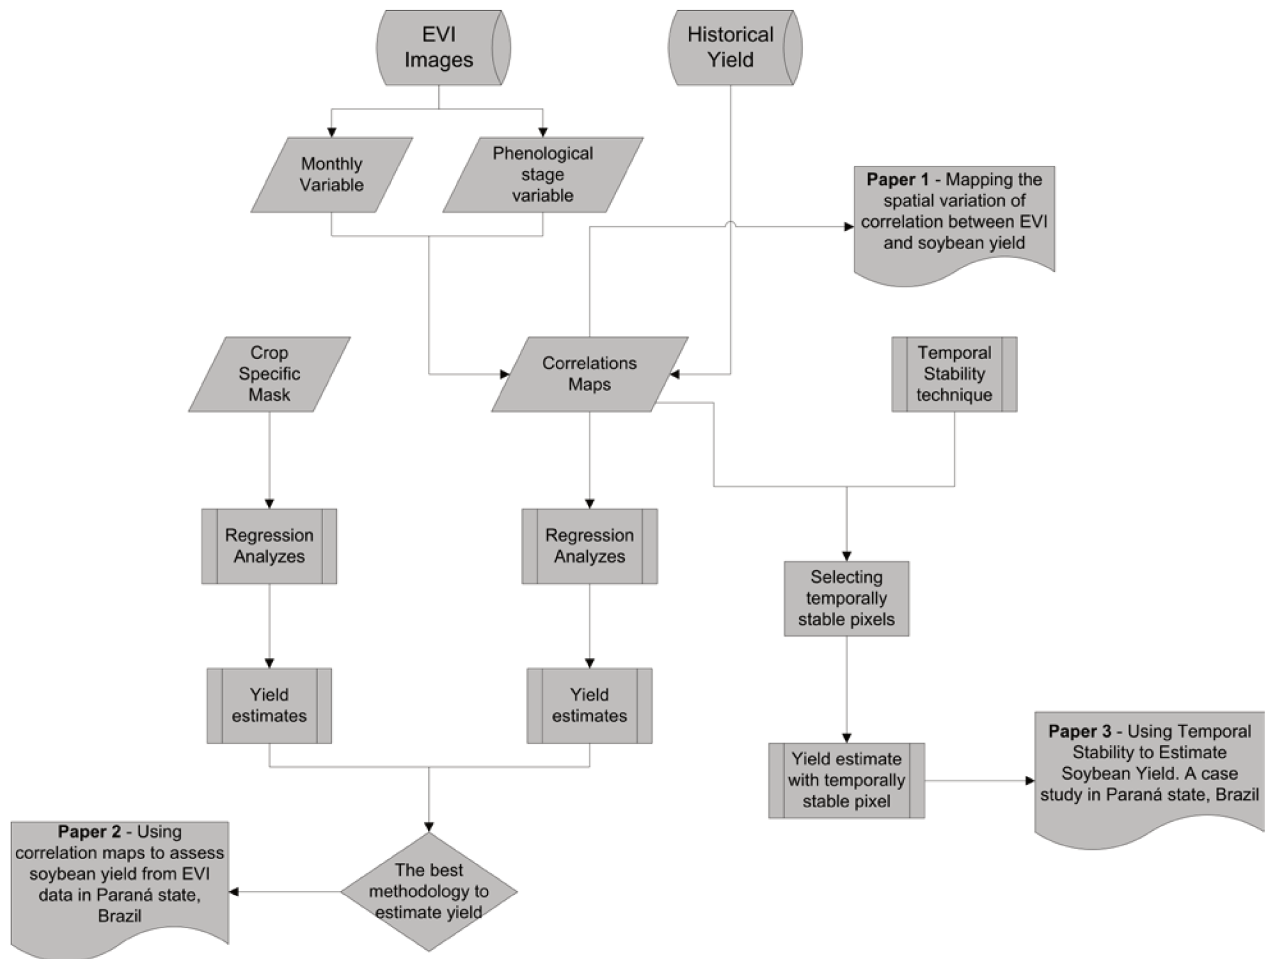 EVI
Images
Historical
Yield
Monthly
Variable
Phenological
stage
variable
Paper 1 - Mapping the
spatial variation of
correlation between EVI
and soybean yield
Crop
Specific
Mask
Correlations
Maps
Temporal
Stability
technique
Regression
Analyzes
Regression
Analyzes
Selecting
temporally
stable pixels
Yield
estimates
Yield
estimates
Yield estimate
with temporally
stable pixel
Paper 3 - Using Temporal
Stability to Estimate
Soybean Yield. A case
study in Paraná state, Brazil
Paper 2 - Using
correlation maps to assess
soybean yield from EVI
data in Paraná state,
Brazil
The best
methodology to
estimate yield